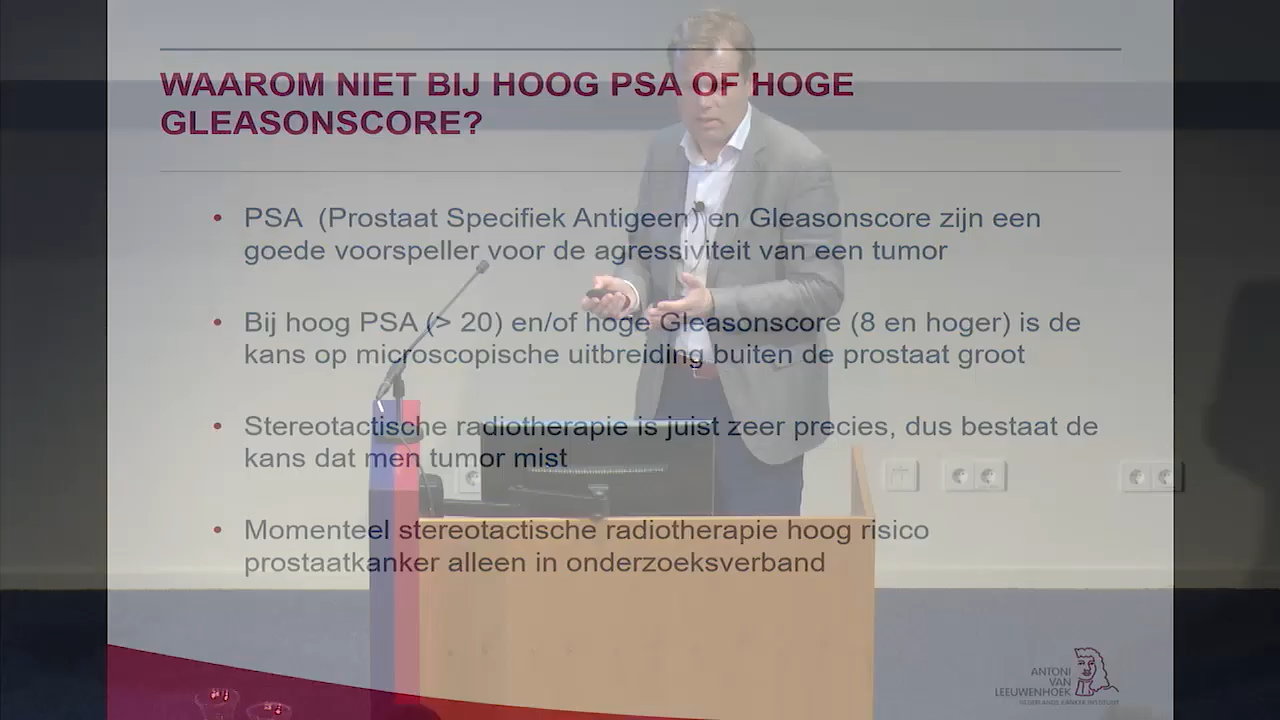 WAAROM NIET BIJ HOOG PSA OF HOGE
GLEASONSCORE?
• PSA (Prostaat Specifiek Antigeen) en Gleasonscore zijn een
goede voorspeller voor de agressiviteit van een tumor
• Bij hoog PSA (> 20) en/of hoge Gleasonscore (8 en hoger) is de
kans op microscopische uitbreiding buiten de prostaat groot
• Stereotactische radiotherapie is juist zeer precies, dus bestaat de
kans dat men tumor mist
• Momenteel stereotactische radiotherapie hoog risico
prostaatkanker alleen in onderzoeksverband
ANTONI
VAN
LEEUWENHOEK
NEDERLANDS KANKER INSTITUUT